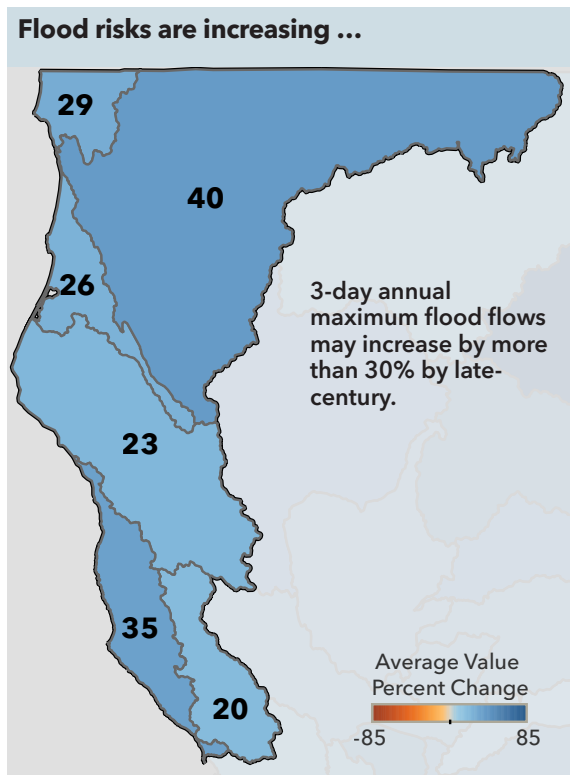 Flood risks are increasing ...
29
40
26
3-day annual
maximum flood flows
may increase by more
than 30% by late-
century.
23
35
Average Value
Percent Change
20
-85 85